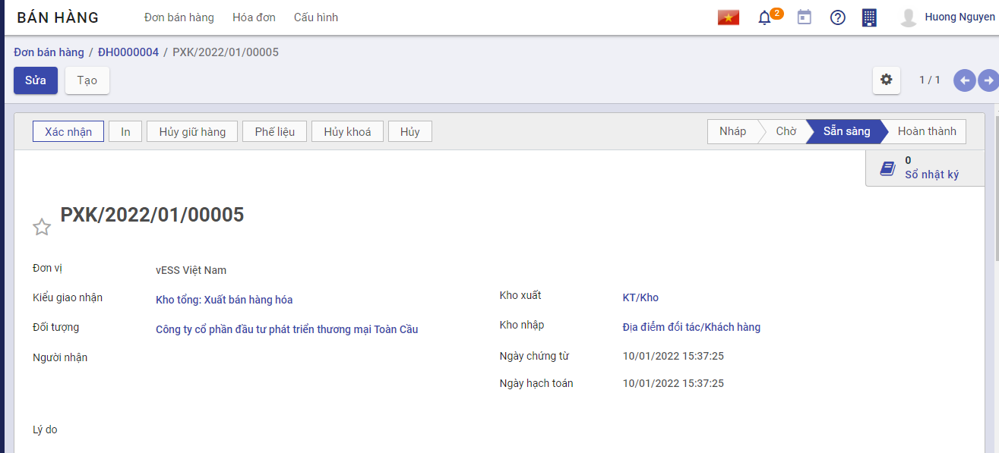 BÁN HÀNG Đơn bán hàng Hóa đơn Cấu hình 2 Huong Nguyen
Đơn bán hàng / ĐH0000004 / PXK/2022/01/00005
Sửa Tạo 1 / 1
Xác nhận In Hủy giữ hàng Phế liệu Hủy khoá Hủy Nháp Chờ Sẵn sàng Hoàn thành
0
Sổ nhật ký
PXK/2022/01/00005
Đơn vị vESS Việt Nam
Kiểu giao nhận Kho tổng: Xuất bán hàng hóa Kho xuất KT/Kho
Đối tượng Công ty cổ phần đầu tư phát triển thương mại Toàn Cầu Kho nhập Địa điểm đối tác/Khách hàng
Người nhận Ngày chứng từ 10/01/2022 15:37:25
Ngày hạch toán 10/01/2022 15:37:25
Lý do